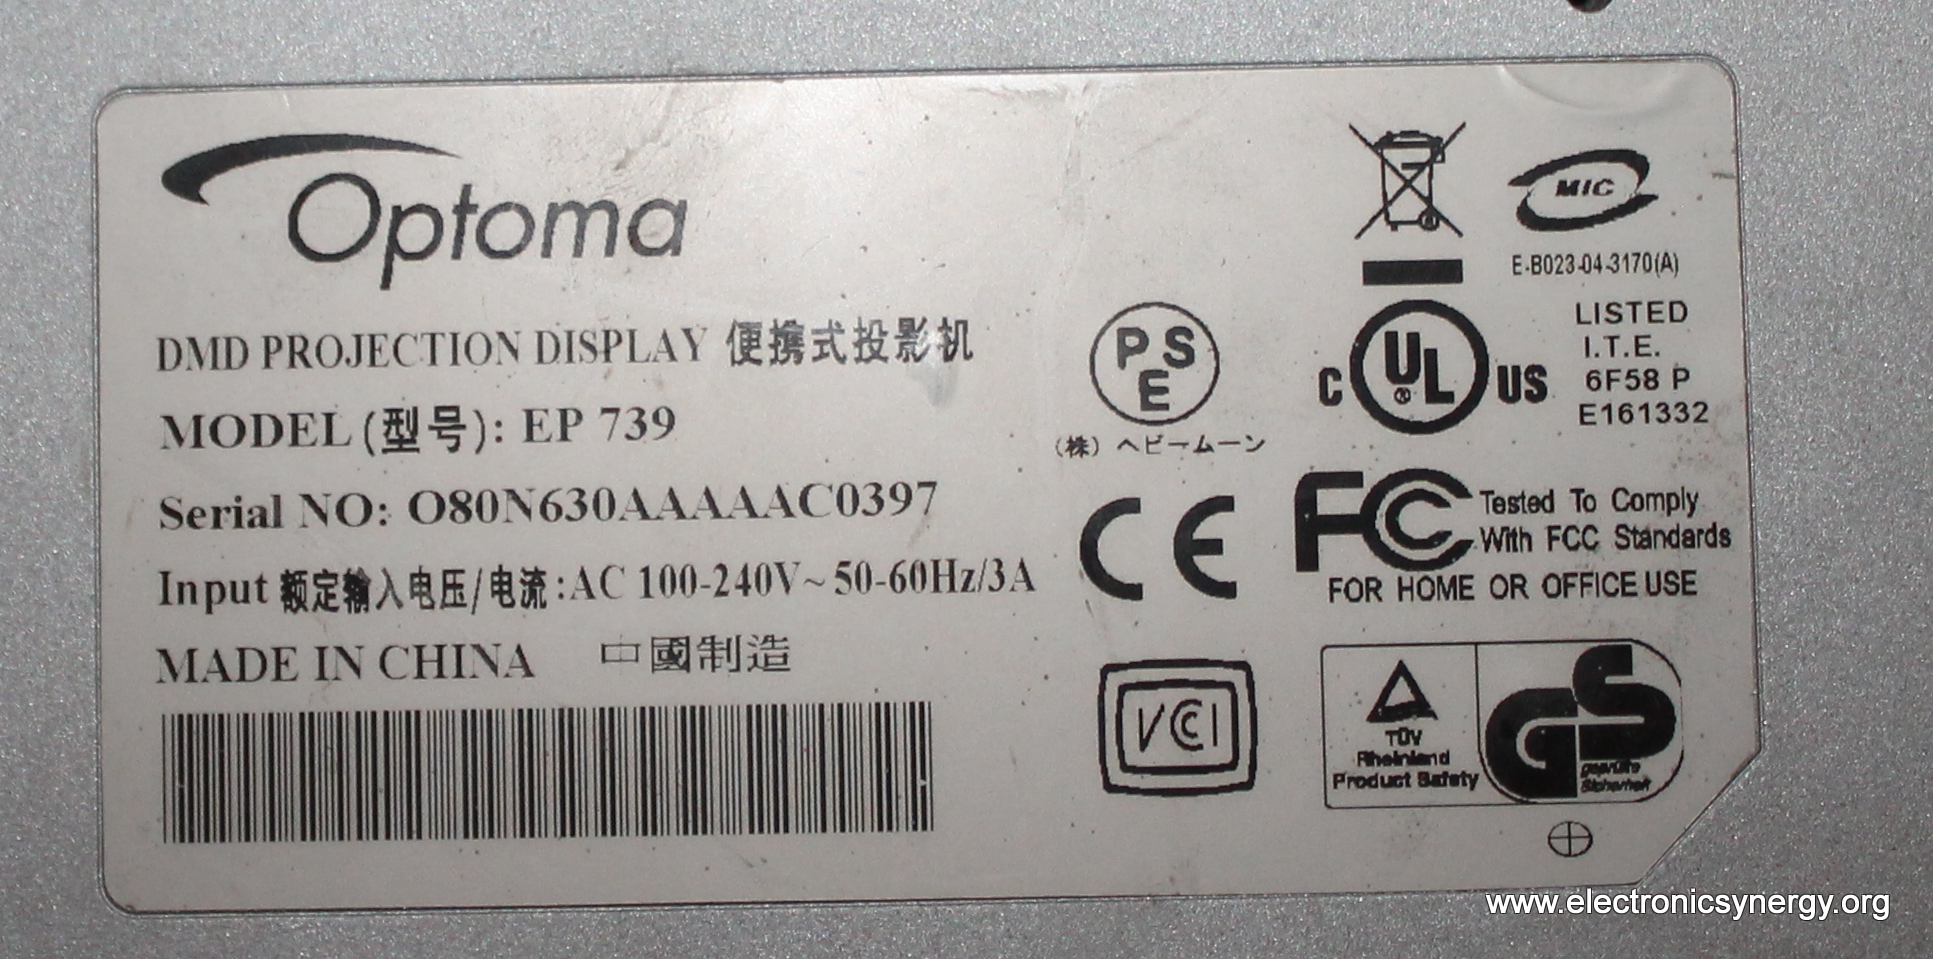 Optoma
DMD PROJECTION DISPLAY 便携式投影机
MODEL (型号): EP 739
Serial NO: O80N630AAAAAC0397
Input 额定输入电压/电流:AC 100-240V~50-60Hz/3A
MADE IN CHINA 中國制造
PSE
(株) ヘビームーン
CE
VCCI
MIC
E-B023-04-3170(A)
C UL® US
LISTED
I.T.E.
6F58 P
E161332
FC Tested To Comply
With FCC Standards
FOR HOME OR OFFICE USE
TÜV
Rheinland
Product Safety
GS
geprüfte
Sicherheit
www.electronicsynergy.org